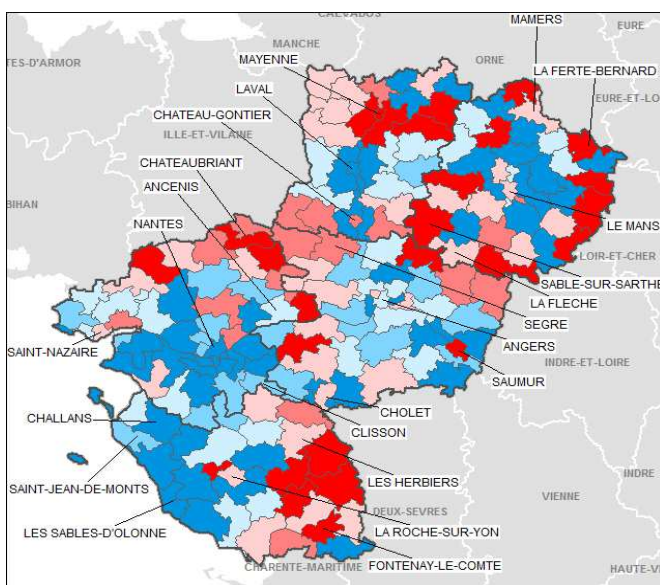 CALVADOS
EURE
MAMERS
MANCHE
MAYENNE
ORNE
TES-D'ARMOR
LA FERTE-BERNARD
LAVAL
EURE-ET-LO
CHATEAU-GONTIER
ILLE-ET-VILAINE
CHATEAUBRIANT
ANCENIS
BIHAN
NANTES
LE MANS
LOIR-ET-CHER
SABLE-SUR-SARTHE
LA FLECHE
SEGRE
SAINT-NAZAIRE
ANGERS
INDRE-ET-LOIRE
SAUMUR
CHALLANS
CHOLET
CLISSON
LES HERBIERS
SAINT-JEAN-DE-MONTS
INDRE
DEUX-SEVRES
VIENNE
LA ROCHE-SUR-YON
LES SABLES-D'OLONNE
FONTENAY-LE-COMTE
CHARENTE-MARITIME
HAUTE-V